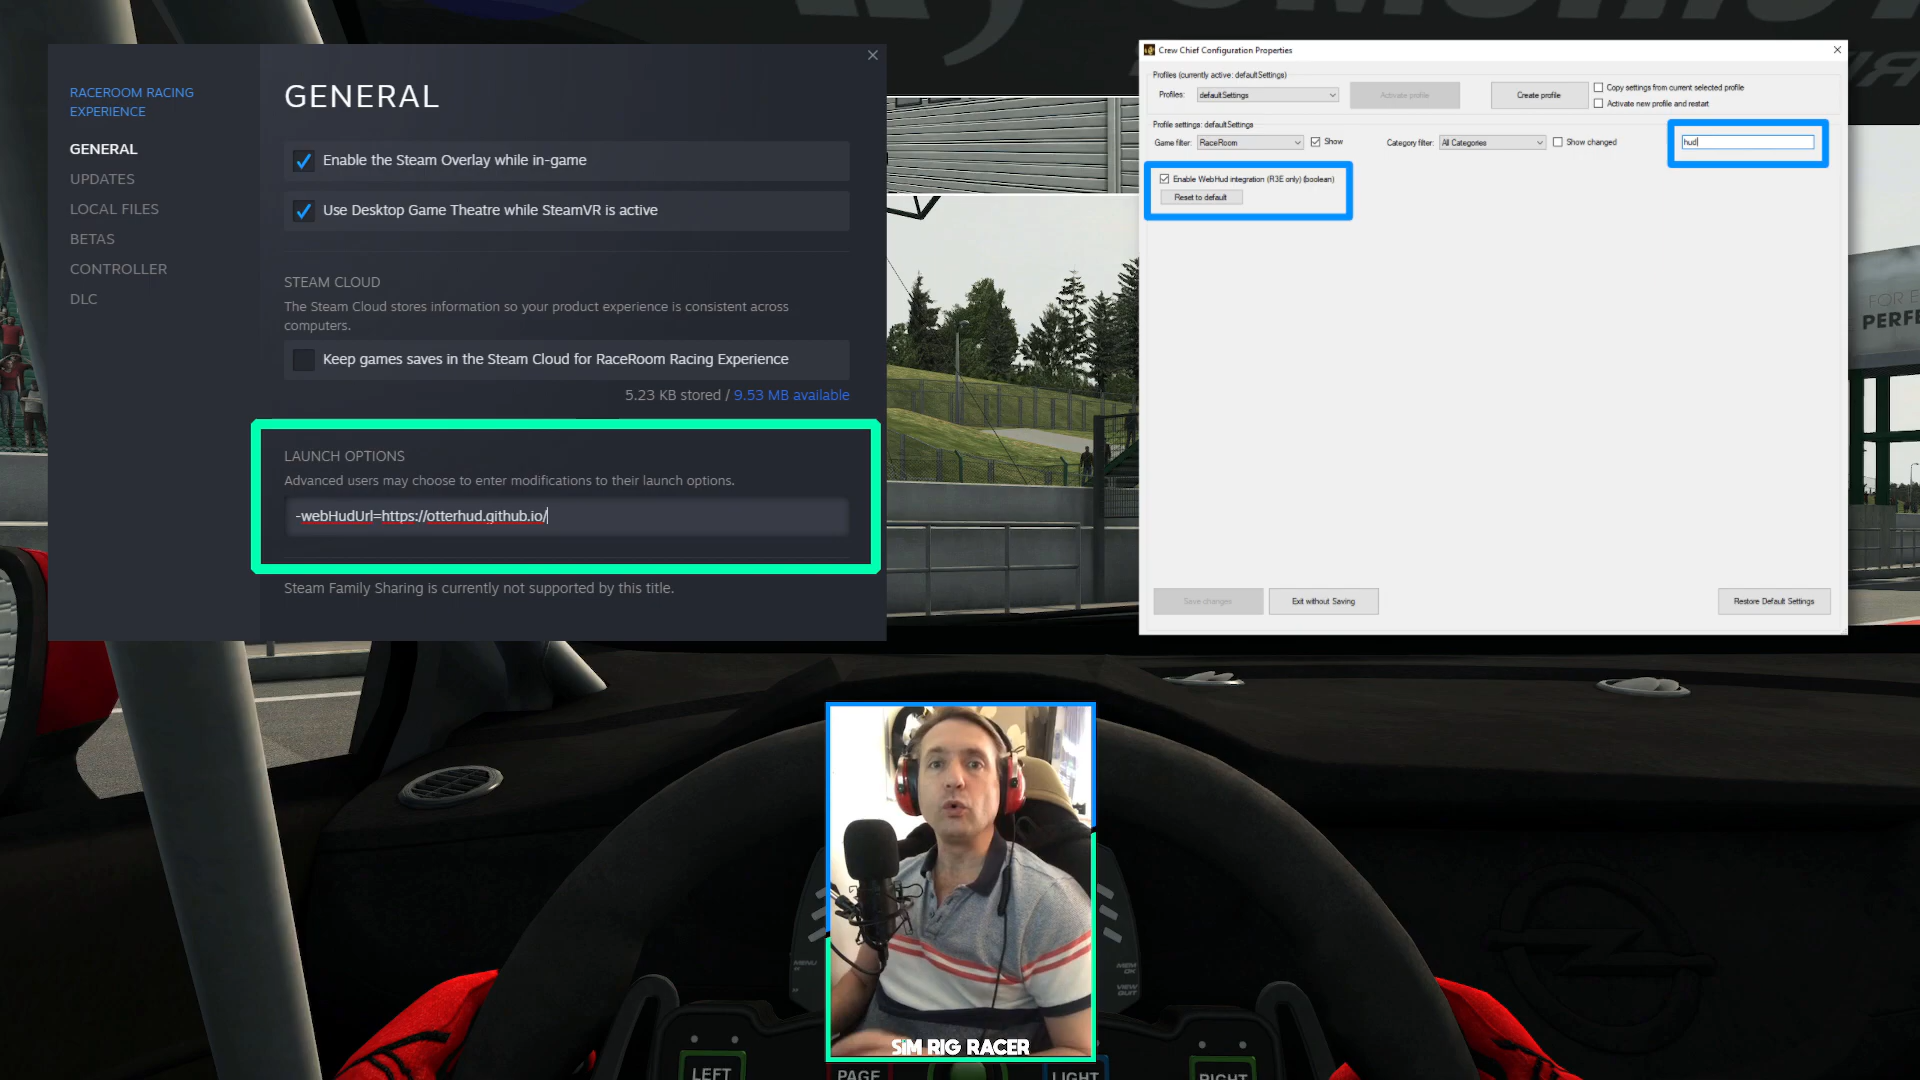 RACEROOM RACING
EXPERIENCE
GENERAL
UPDATES
LOCAL FILES
BETAS
CONTROLLER
DLC
GENERAL
Enable the Steam Overlay while in-game
Use Desktop Game Theatre while SteamVR is active
STEAM CLOUD
The Steam Cloud stores information so your product experience is consistent across
computers.
Keep games saves in the Steam Cloud for RaceRoom Racing Experience
5.23 KB stored / 9.53 MB available
LAUNCH OPTIONS
Advanced users may choose to enter modifications to their launch options.
-webHudUrl=https://otterhud.github.io/
Steam Family Sharing is currently not supported by this title.
Crew Chief Configuration Properties
Profiles (currently active: defaultSettings)
Profiles:
defaultSettings
Activate profile
Create profile
Copy settings from current selected profile
Activate new profile and restart
Profile settings: defaultSettings
Game filter:
RaceRoom
Show
Category filter:
All Categories
Show changed
hud
Enable WebHud integration (R3E only) (boolean)
Reset to default
Save changes
Exit without Saving
Restore Default Settings
FOR E
PERFE
MENU
MEM
OK
VIEW
QUIT
SIM RIG RACER
LEFT
PAGE
LIGHT
RIGHT